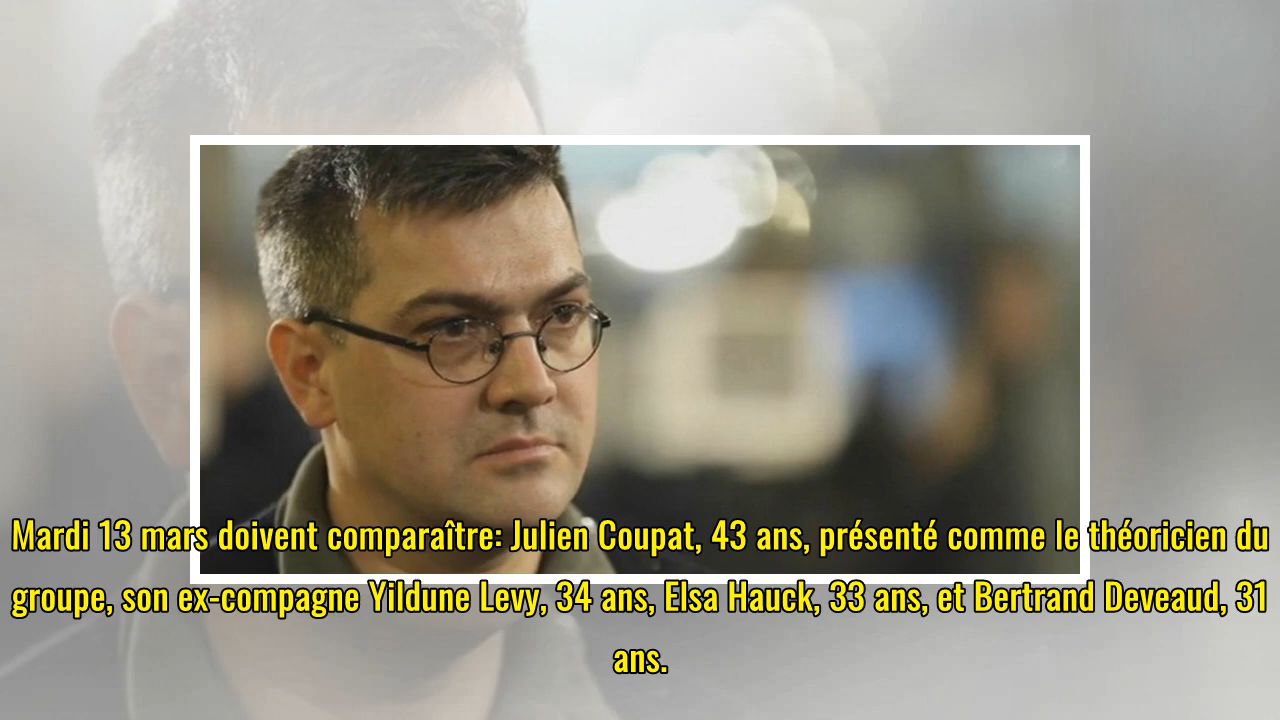 Mardi 13 mars doivent comparaître: Julien Coupat, 43 ans, présenté comme le théoricien du
groupe, son ex-compagne Yildune Levy, 34 ans, Elsa Hauck, 33 ans, et Bertrand Deveaud, 31
ans.